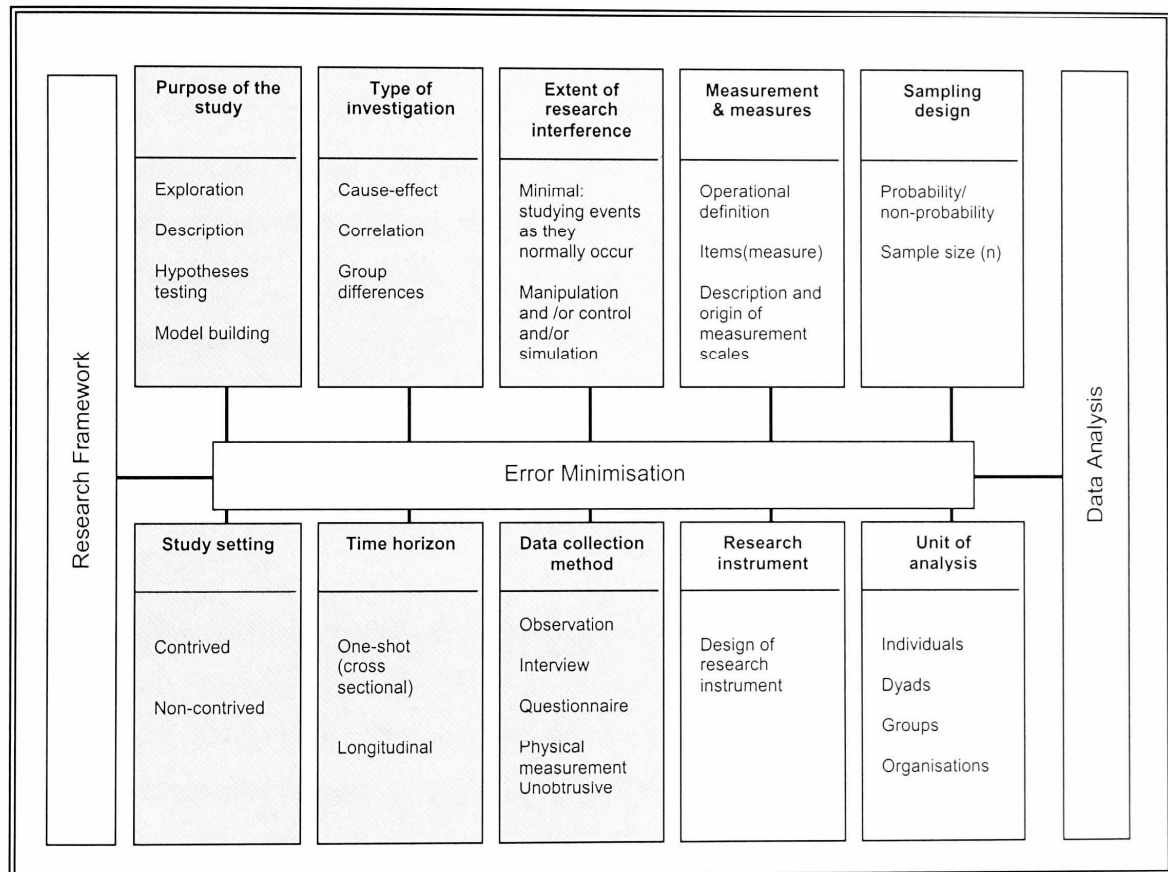 Research Framework
Purpose of the
study
Exploration
Description
Hypotheses
testing
Model building
Type of
investigation
Cause-effect
Correlation
Group
differences
Extent of
research
interference
Minimal:
studying events
as they
normally occur
Manipulation
and /or control
and/or
simulation
Measurement
& measures
Operational
definition
Items(measure)
Description and
origin of
measurement
scales
Sampling
design
Probability/
non-probability
Sample size (n)
Error Minimisation
Study setting
Contrived
Non-contrived
Time horizon
One-shot
(cross
sectional)
Longitudinal
Data collection
method
Observation
Interview
Questionnaire
Physical
measurement
Unobtrusive
Research
instrument
Design of
research
instrument
Unit of
analysis
Individuals
Dyads
Groups
Organisations
Data Analysis